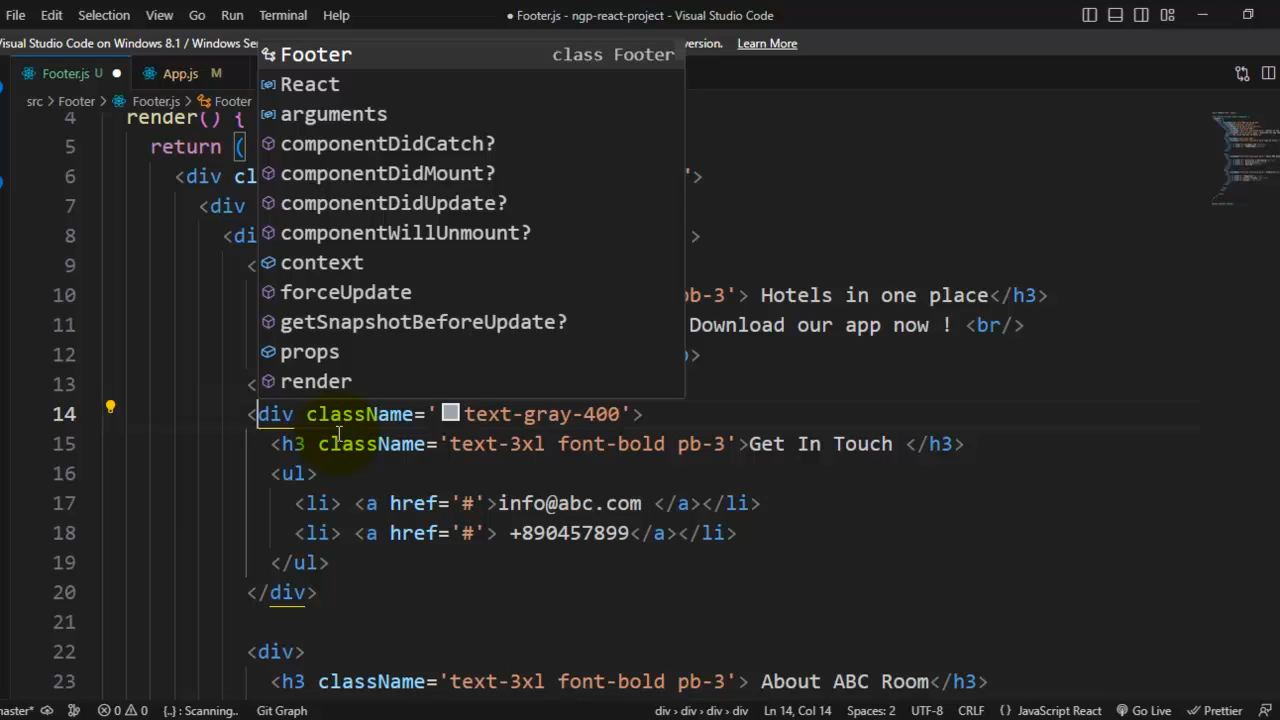 File Edit Selection View Go Run Terminal Help
● Footer.js - ngp-react-project - Visual Studio Code
Visual Studio Code on Windows 8.1 / Windows Se
version. Learn More
Footer.js U ●
App.js M
src > Footer > Footer.js > Footer
Footer class Footer
React
arguments
componentDidCatch?
componentDidMount?
componentDidUpdate?
componentWillUnmount?
context
forceUpdate
getSnapshotBeforeUpdate?
props
render
4 render() {
5 return (
6 <div cl '>
7 <div
8 <di >
9 <
10 pb-3'> Hotels in one place</h3>
11 Download our app now ! <br/>
12 >
13 <
14 <div className='text-gray-400'>
15 <h3 className='text-3xl font-bold pb-3'>Get In Touch </h3>
16 <ul>
17 <li> <a href='#'>info@abc.com </a></li>
18 <li> <a href='#'> +890457899</a></li>
19 </ul>
20 </div>
21
22 <div>
23 <h3 className='text-3xl font-bold pb-3'> About ABC Room</h3>
master* 0 0 {..} : Scanning.. Git Graph div > div > div > div Ln 14, Col 14 Spaces: 2 UTF-8 CRLF {} JavaScript React Go Live Prettier